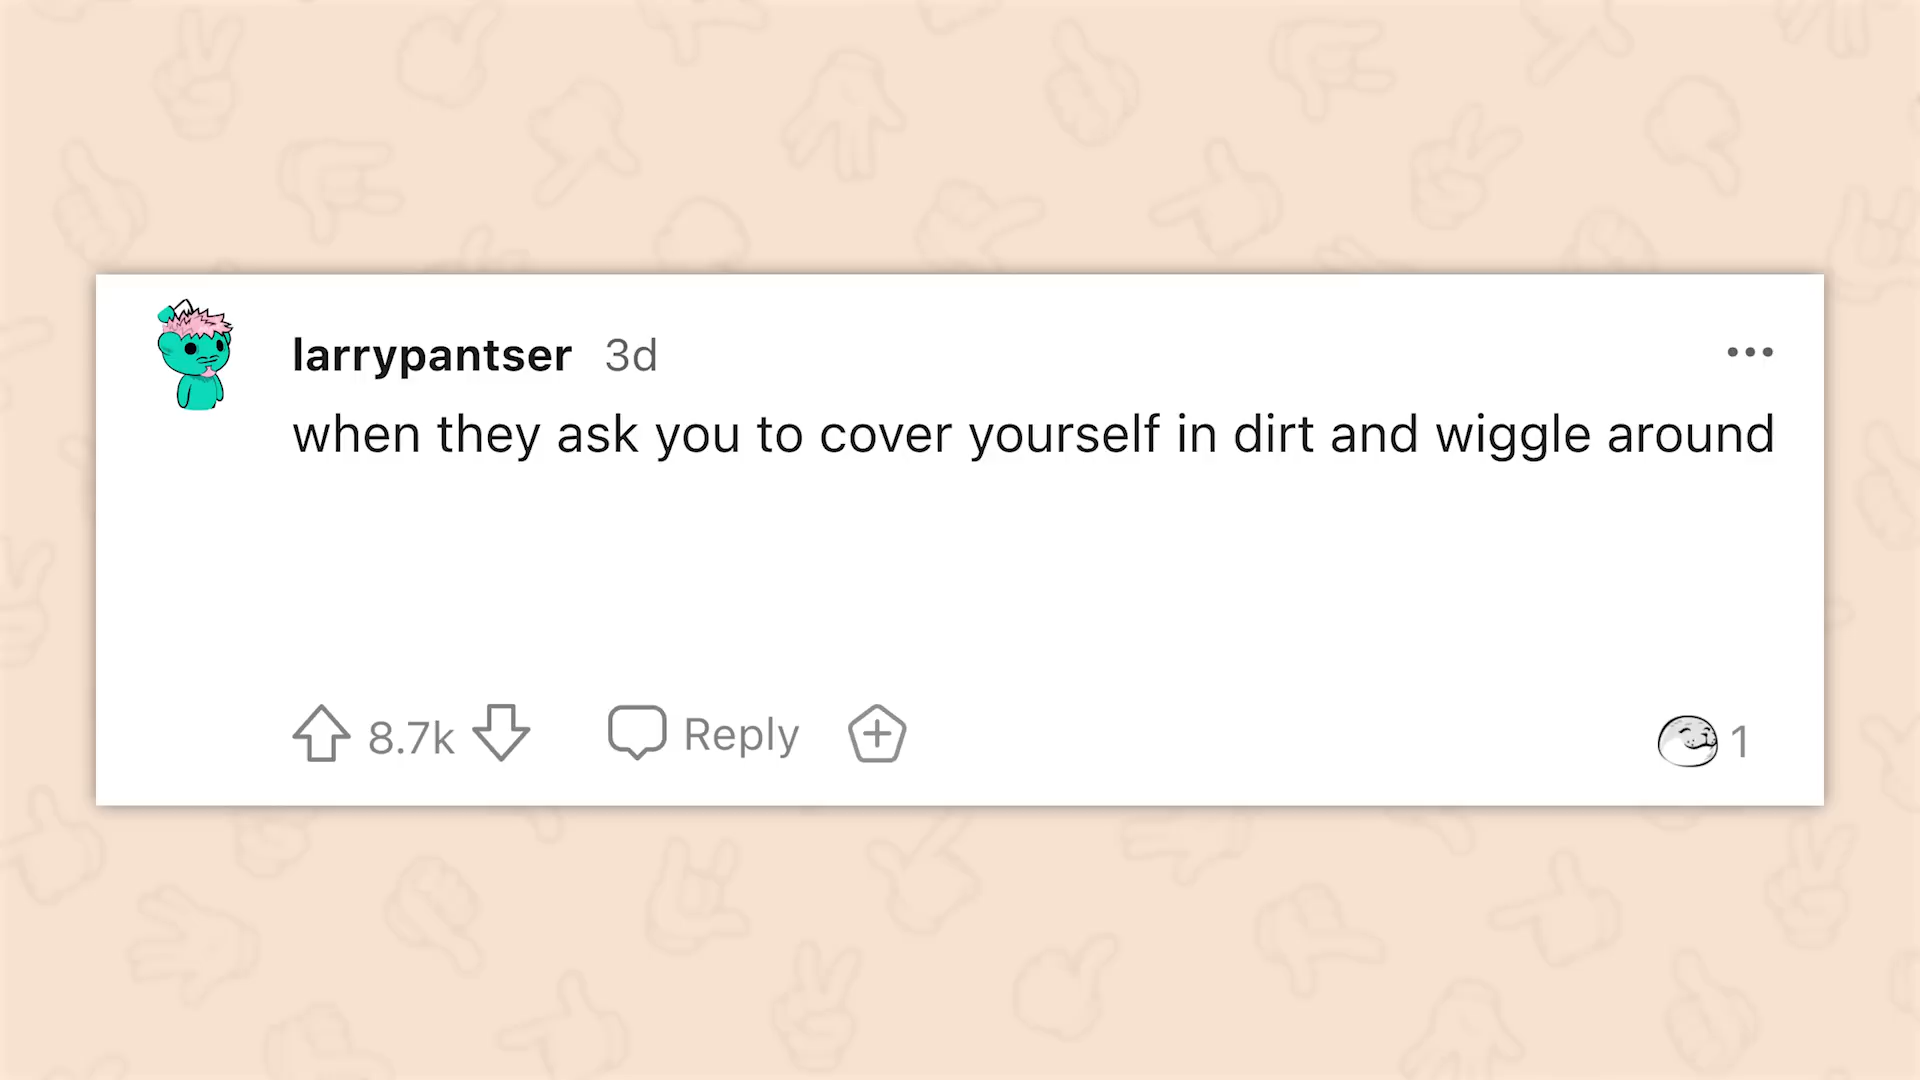 larrypantser 3d
when they ask you to cover yourself in dirt and wiggle around
8.7k Reply 1